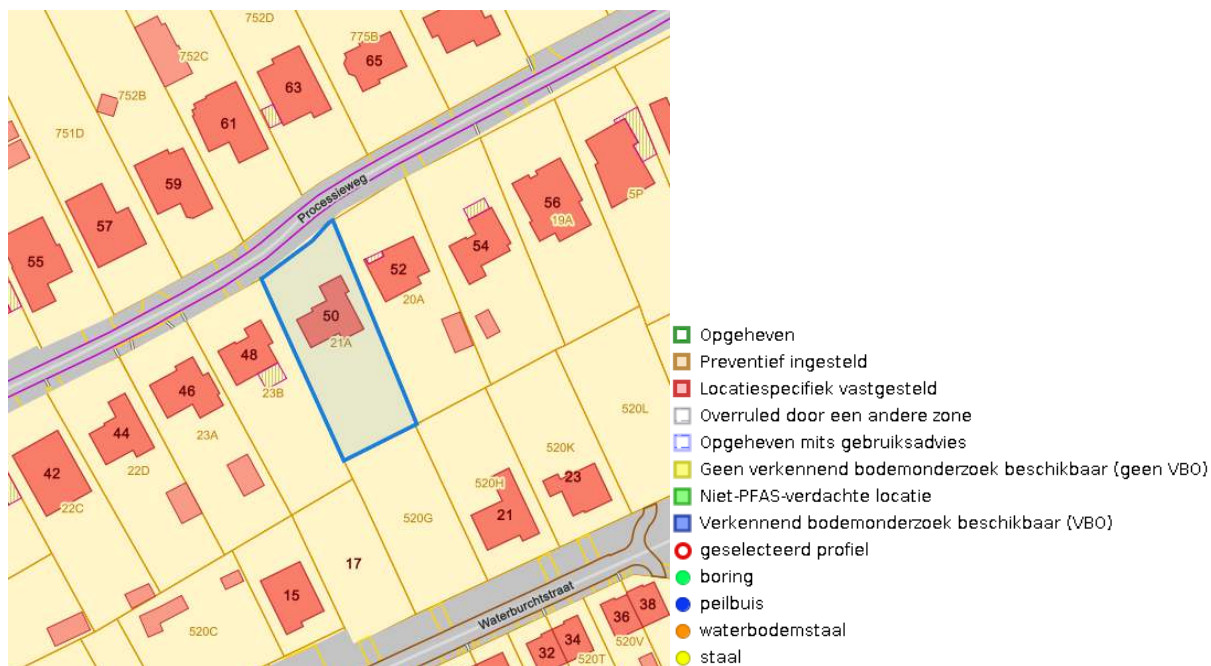 752D
752C
775B
65
63
752B
61
751D
59
57
55
Processieweg
56
19A
5P
54
52
20A
50
21A
48
23B
46
23A
44
22D
42
22C
520L
520K
520H
23
21
520G
17
15
520C
Waterburchtstraat
38
36
520V
34
32
520T
Opgeheven
Preventief ingesteld
Locatiespecifiek vastgesteld
Overruled door een andere zone
Opgeheven mits gebruiksadvies
Geen verkennend bodemonderzoek beschikbaar (geen VBO)
Niet-PFAS-verdachte locatie
Verkennend bodemonderzoek beschikbaar (VBO)
geselecteerd profiel
boring
peilbuis
waterbodemstaal
staal